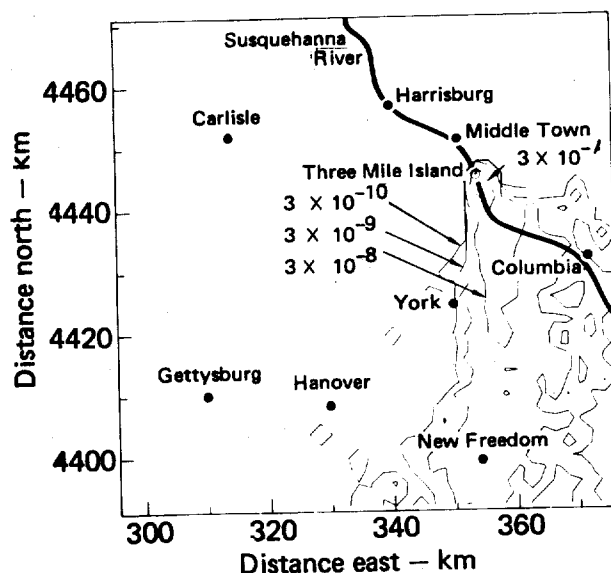 Susquehanna
River
4460
Harrisburg
Carlisle
Middle Town
Three Mile Island
3 X 10⁻
4440
3 X 10⁻¹⁰
3 X 10⁻⁹
3 X 10⁻⁸
Columbia
York
4420
Gettysburg
Hanover
New Freedom
4400
300
320
340
360
Distance east — km
Distance north — Km